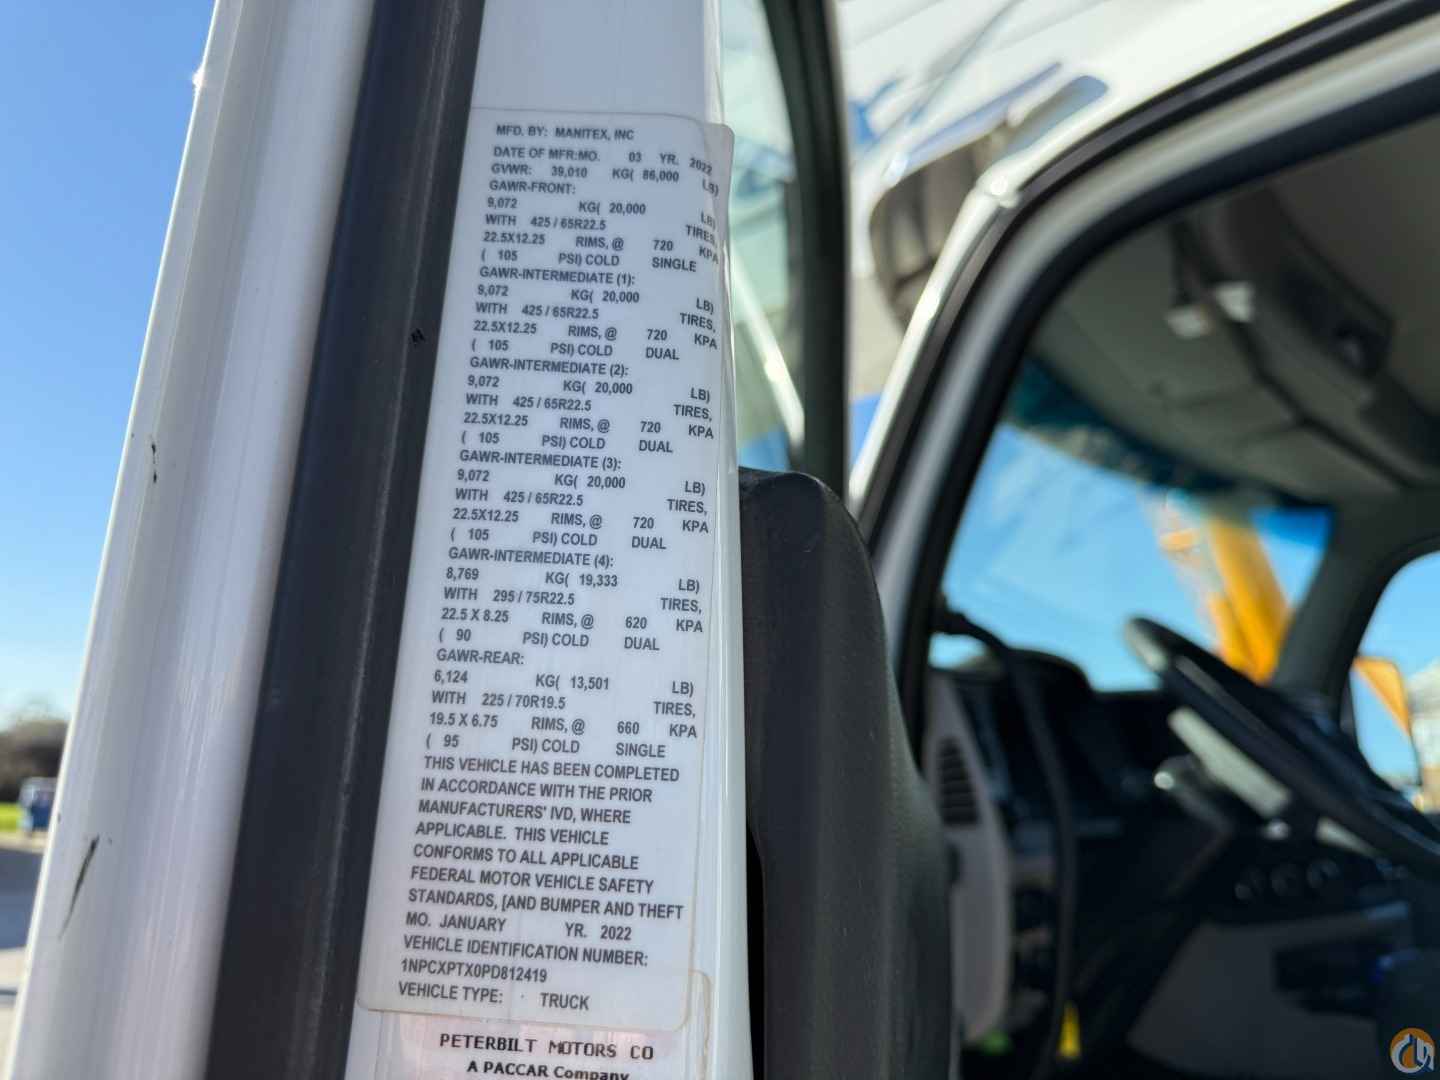 MFD. BY: MANITEX, INC
DATE OF MFR:MO. 03 YR. 2022
GVWR: 39,010 KG( 86,000 LB)
GAWR-FRONT:
9,072 KG( 20,000 LB)
WITH 425 / 65R22.5 TIRES,
22.5X12.25 RIMS, @ 720 KPA
( 105 PSI) COLD SINGLE
GAWR-INTERMEDIATE (1):
9,072 KG( 20,000 LB)
WITH 425 / 65R22.5 TIRES,
22.5X12.25 RIMS, @ 720 KPA
( 105 PSI) COLD DUAL
GAWR-INTERMEDIATE (2):
9,072 KG( 20,000 LB)
WITH 425 / 65R22.5 TIRES,
22.5X12.25 RIMS, @ 720 KPA
( 105 PSI) COLD DUAL
GAWR-INTERMEDIATE (3):
9,072 KG( 20,000 LB)
WITH 425 / 65R22.5 TIRES,
22.5X12.25 RIMS, @ 720 KPA
( 105 PSI) COLD DUAL
GAWR-INTERMEDIATE (4):
8,769 KG( 19,333 LB)
WITH 295 / 75R22.5 TIRES,
22.5 X 8.25 RIMS, @ 620 KPA
( 90 PSI) COLD DUAL
GAWR-REAR:
6,124 KG( 13,501 LB)
WITH 225 / 70R19.5 TIRES,
19.5 X 6.75 RIMS, @ 660 KPA
( 95 PSI) COLD SINGLE
THIS VEHICLE HAS BEEN COMPLETED
IN ACCORDANCE WITH THE PRIOR
MANUFACTURERS' IVD, WHERE
APPLICABLE. THIS VEHICLE
CONFORMS TO ALL APPLICABLE
FEDERAL MOTOR VEHICLE SAFETY
STANDARDS, [AND BUMPER AND THEFT
MO. JANUARY YR. 2022
VEHICLE IDENTIFICATION NUMBER:
1NPCXPTX0PD812419
VEHICLE TYPE: TRUCK
PETERBILT MOTORS CO
A PACCAR Company